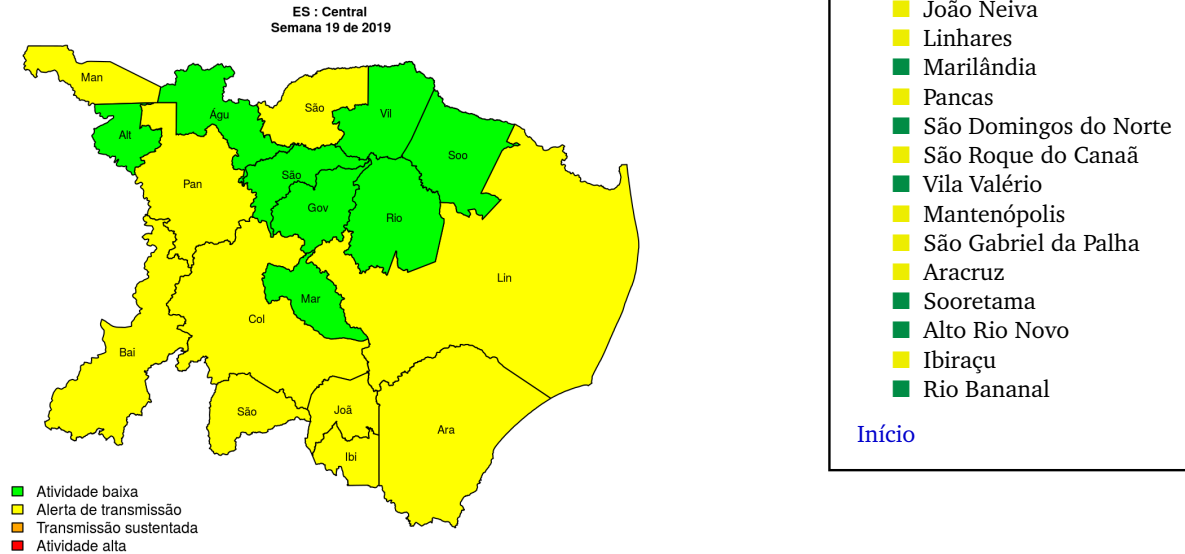 ES : Central
Semana 19 de 2019
Man
Águ
São
Vil
Alt
Soo
Pan
São
Gov
Rio
Lin
Mar
Col
Bai
São
Joã
Ara
Ibi
Atividade baixa
Alerta de transmissão
Transmissão sustentada
Atividade alta
João Neiva
Linhares
Marilândia
Pancas
São Domingos do Norte
São Roque do Canaã
Vila Valério
Mantenópolis
São Gabriel da Palha
Aracruz
Sooretama
Alto Rio Novo
Ibiraçu
Rio Bananal
Início